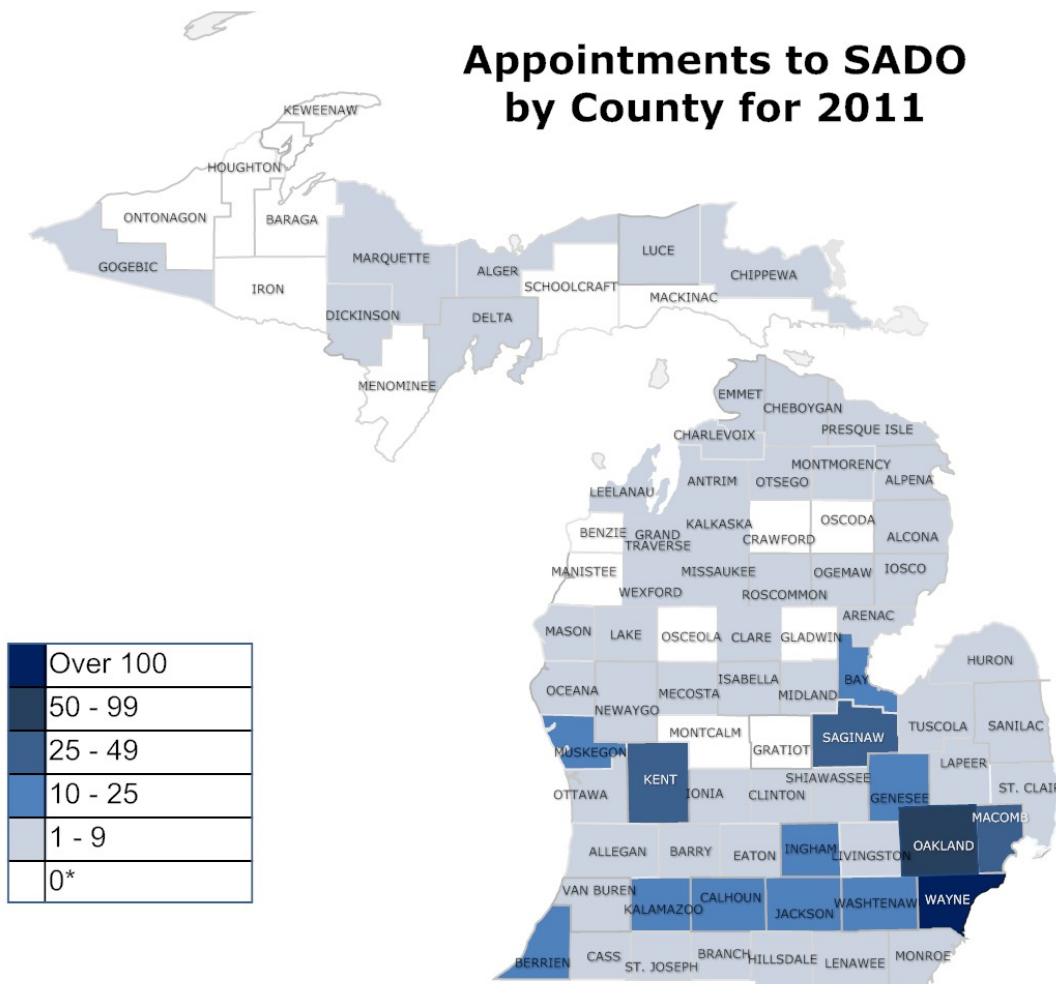 Appointments to SADO
by County for 2011
KEWEENAW
HOUGHTON
ONTONAGON
BARAGA
GOGEBIC
MARQUETTE
ALGER
LUCE
CHIPPEWA
IRON
SCHOOLCRAFT
MACKINAC
DICKINSON
DELTA
MENOMINEE
EMMET
CHEBOYGAN
PRESQUE ISLE
CHARLEVOIX
MONTMORENCY
LEELANAU
ANTRIM
OTSEGO
ALPENA
BENZIE
GRAND
TRAVERSE
KALKASKA
CRAWFORD
OSCODA
ALCONA
MANISTEE
WEXFORD
MISSAUKEE
ROSCOMMON
OGEMAW
IOSCO
ARENAC
MASON
LAKE
OSCEOLA
CLARE
GLADWIN
HURON
OCEANA
NEWAYGO
MECOSTA
ISABELLA
MIDLAND
BAY
TUSCOLA
SANILAC
MUSKEGON
MONTCALM
GRATIOT
SAGINAW
KENT
OTTAWA
IONIA
CLINTON
SHIAWASSEE
GENESEE
LAPEER
ST. CLAIR
MACOMB
ALLEGAN
BARRY
EATON
INGHAM
LIVINGSTON
OAKLAND
VAN BUREN
KALAMAZOO
CALHOUN
JACKSON
WASHTENAW
WAYNE
BERRIEN
CASS
ST. JOSEPH
BRANCH
HILLSDALE
LENAWEE
MONROE
Over 100
50 - 99
25 - 49
10 - 25
1 - 9
0*